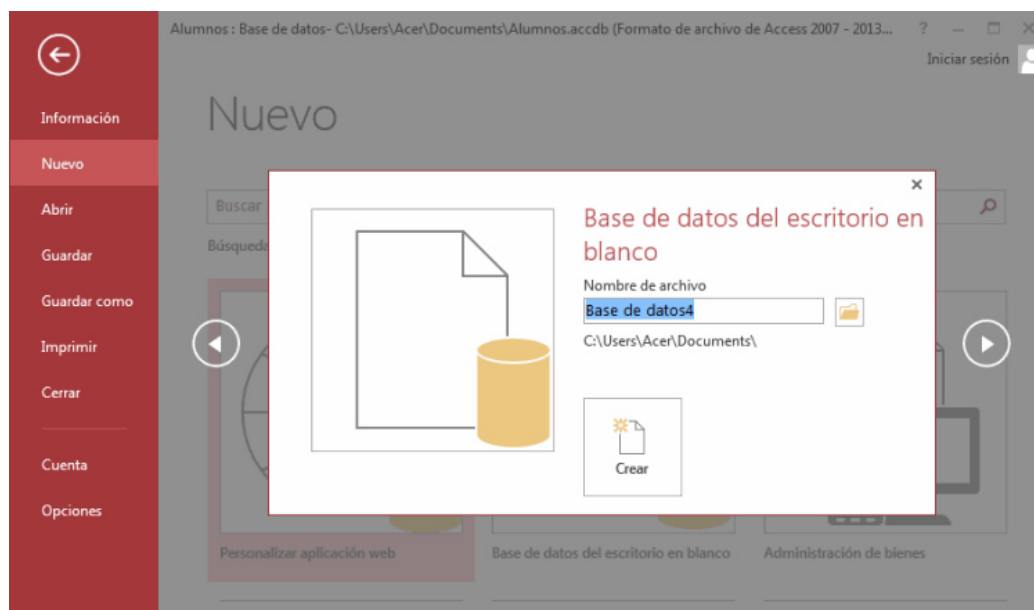 Alumnos : Base de datos- C:\Users\Acer\Documents\Alumnos.accdb (Formato de archivo de Access 2007 - 2013...
?
Iniciar sesión
Información
Nuevo
Abrir
Guardar
Guardar como
Imprimir
Cerrar
Cuenta
Opciones
Nuevo
Buscar
Base de datos del escritorio en
blanco
Nombre de archivo
Base de datos4
C:\Users\Acer\Documents\
Crear
Personalizar aplicación web
Base de datos del escritorio en blanco
Administración de bienes